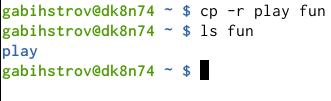 gabihstrov@dk8n74 ~ $ cp -r play fun
gabihstrov@dk8n74 ~ $ ls fun
play
gabihstrov@dk8n74 ~ $